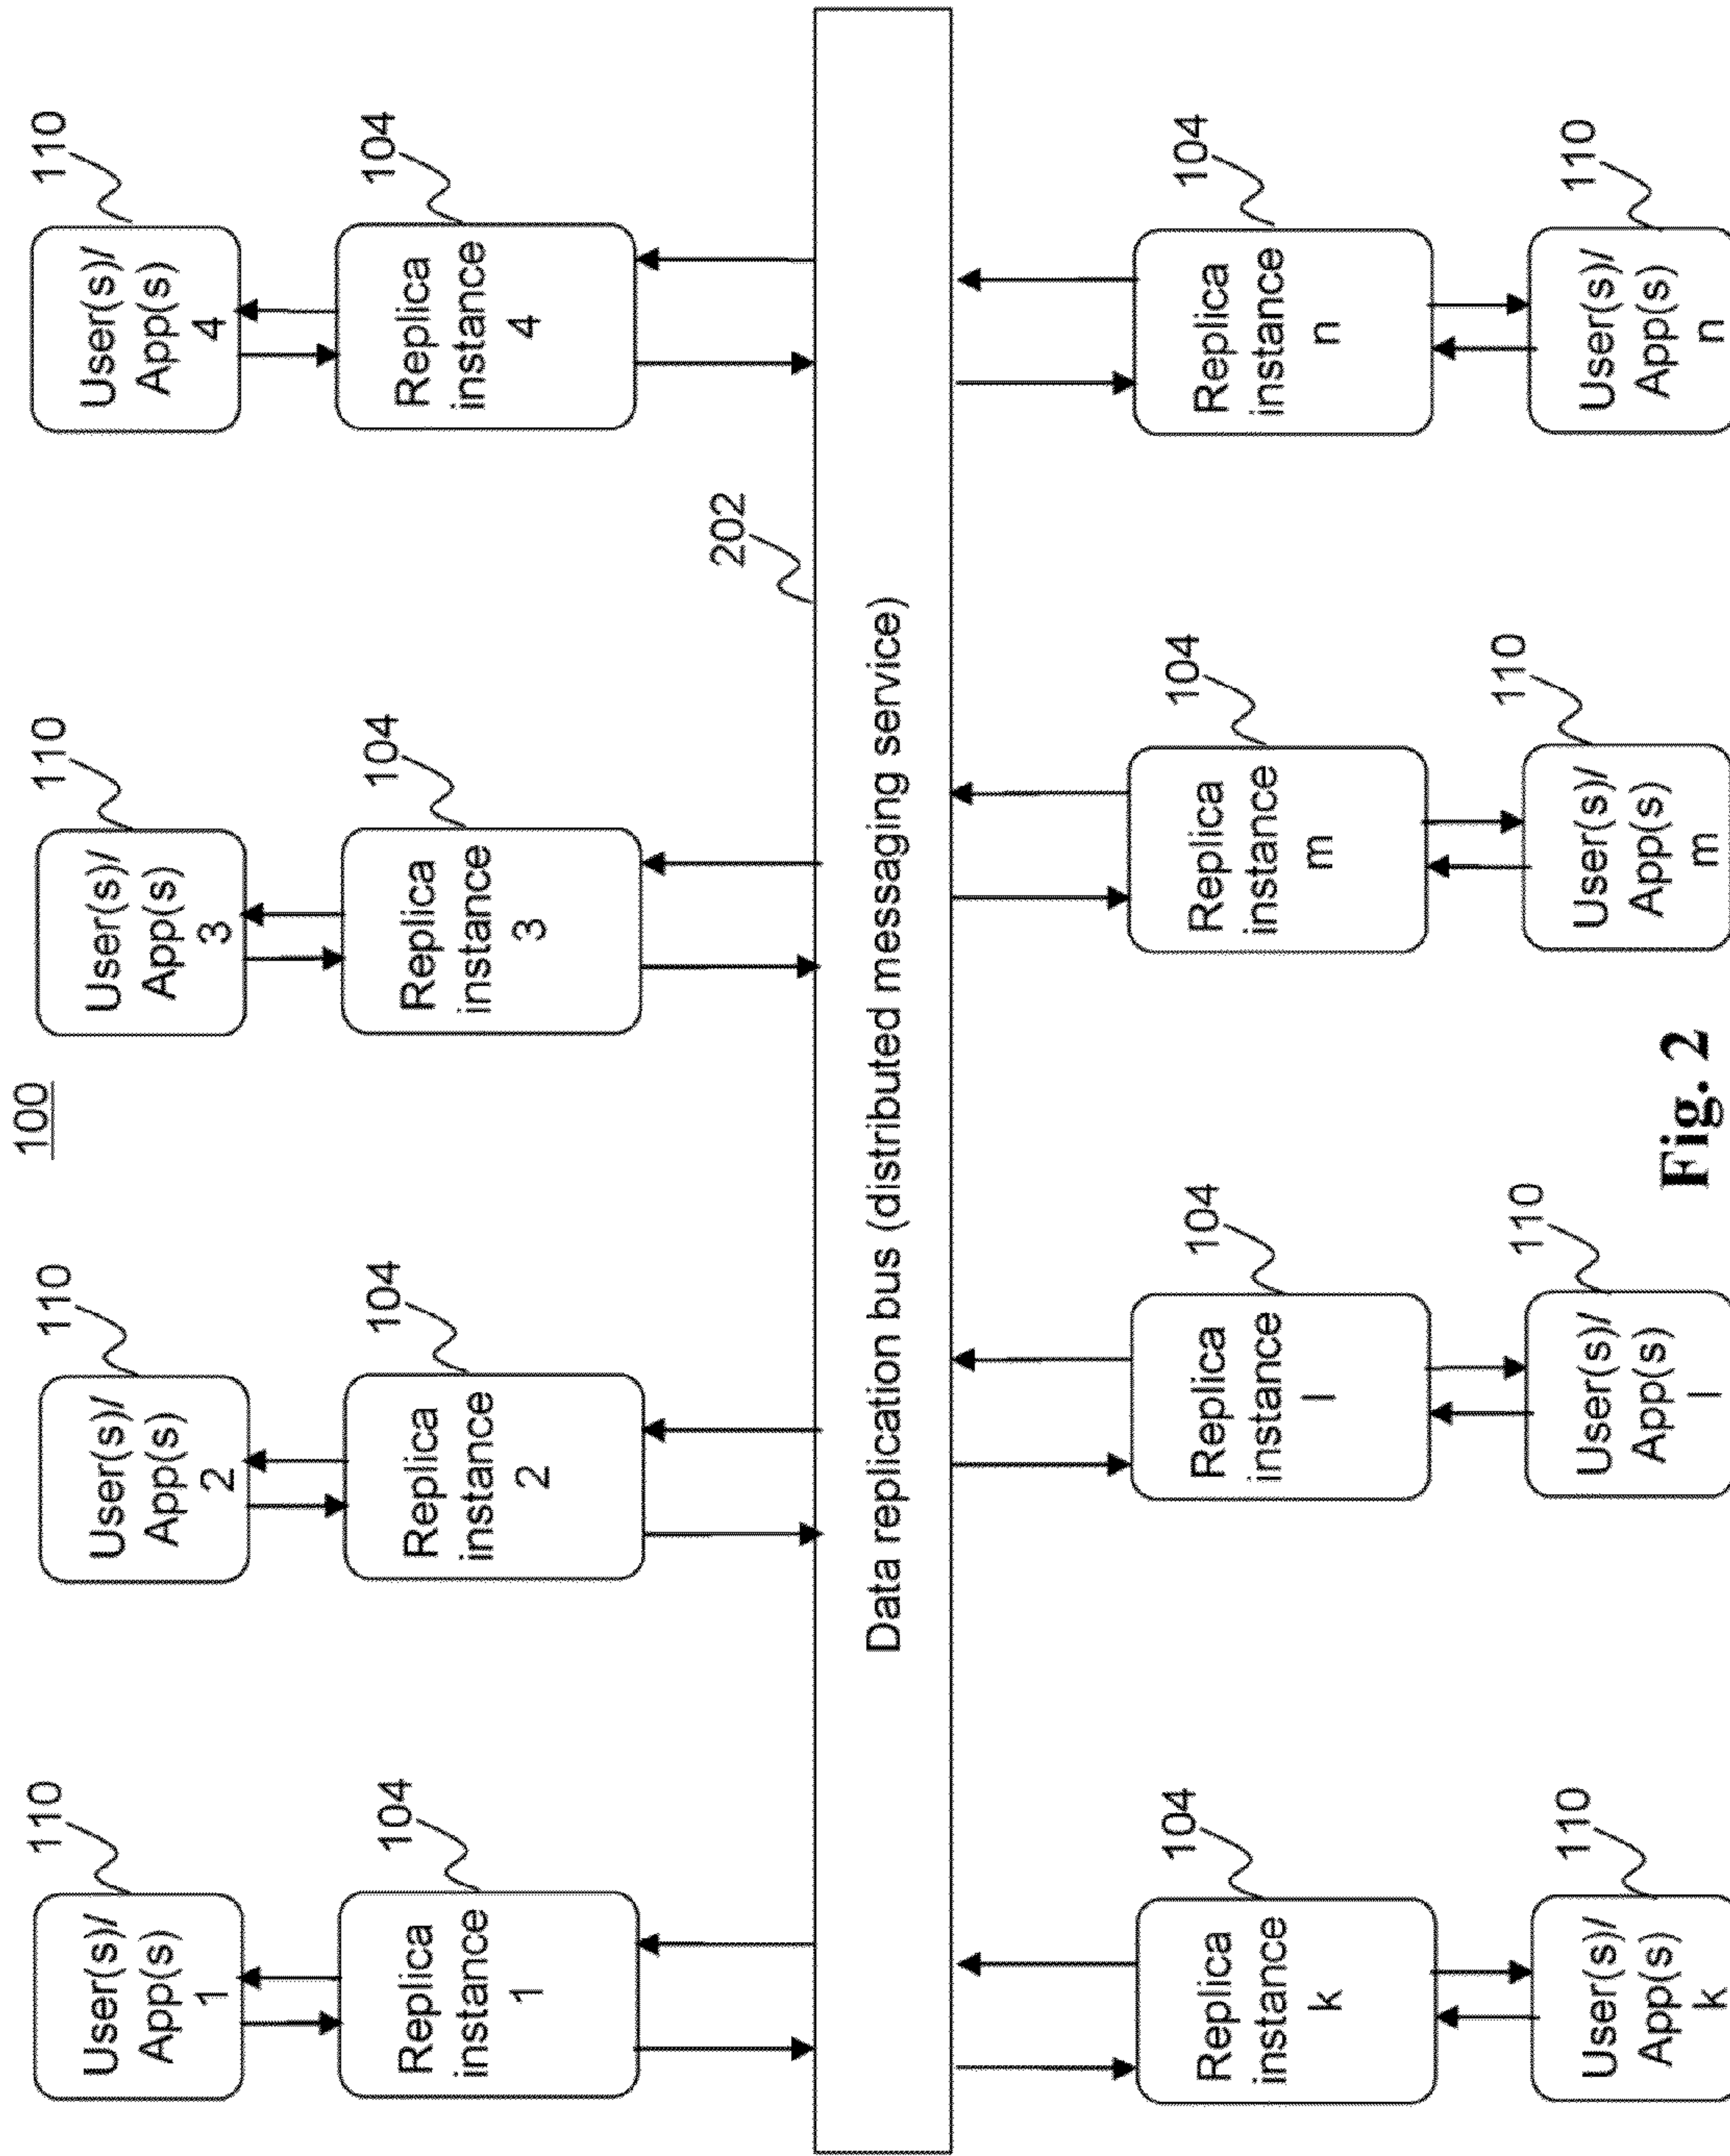 100
110
User(s)/
App(s)
1
110
User(s)/
App(s)
2
110
User(s)/
App(s)
3
110
User(s)/
App(s)
4
104
Replica
instance
1
104
Replica
instance
2
104
Replica
instance
3
104
Replica
instance
4
202
Data replication bus (distributed messaging service)
104
Replica
instance
k
104
Replica
instance
l
104
Replica
instance
m
104
Replica
instance
n
110
User(s)/
App(s)
k
110
User(s)/
App(s)
l
110
User(s)/
App(s)
m
110
User(s)/
App(s)
n
Fig. 2